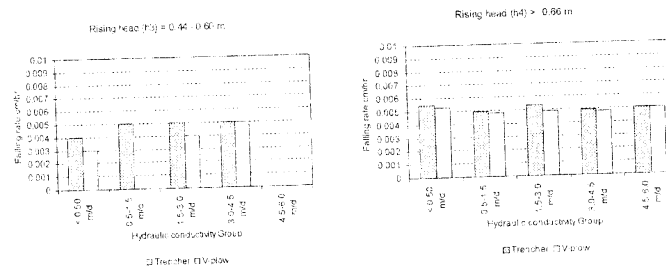 Rising head (h3) = 0.44 - 0.66 m
Falling rate cm/hr
0.01
0.009
0.008
0.007
0.006
0.005
0.004
0.003
0.002
0.001
0
< 0.50 m/d
0.5-1.5 m/d
1.5-3.0 m/d
3.0-4.5 m/d
4.5-6.0 m/d
Hydraulic conductivity Group
Trencher V-plow
Rising head (h4) > 0.66 m
Falling rate cm/hr
0.01
0.009
0.008
0.007
0.006
0.005
0.004
0.003
0.002
0.001
0
< 0.50 m/d
0.5-1.5 m/d
1.5-3.0 m/d
3.0-4.5 m/d
4.5-6.0 m/d
Hydraulic conductivity Group
Trencher V-plow